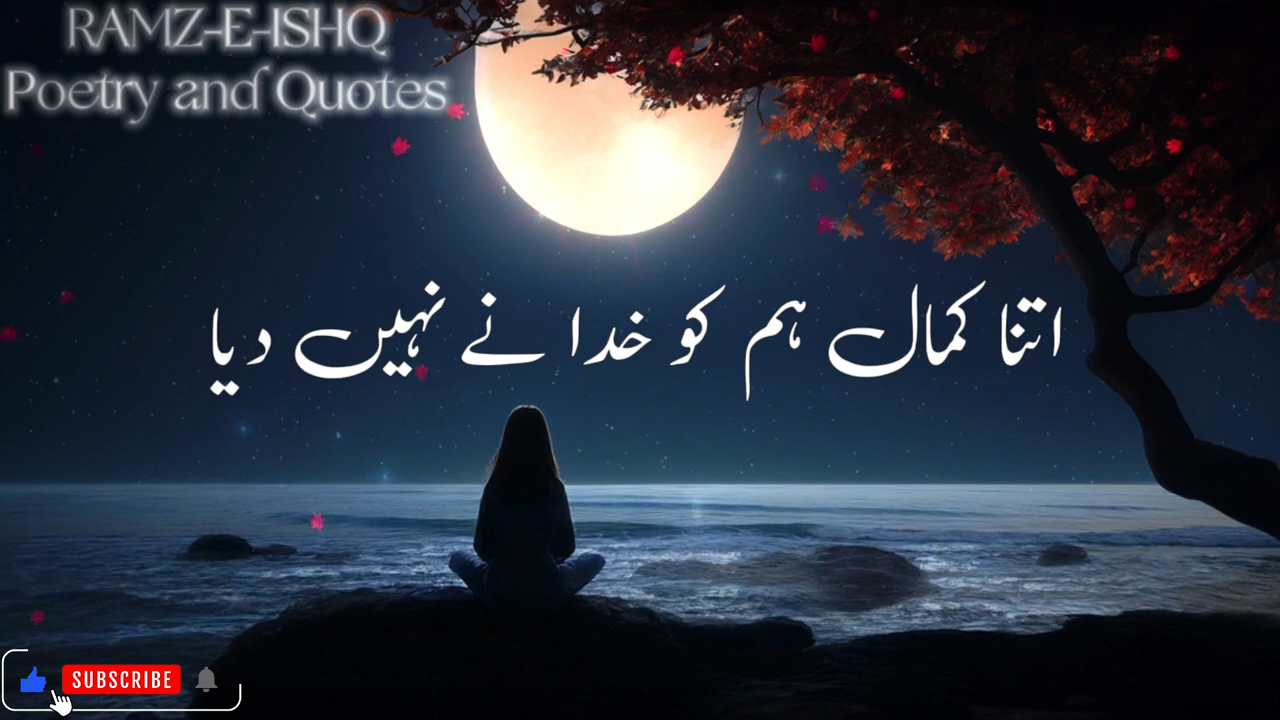 RAMZ-E-ISHQ
Poetry and Quotes
اتنا کمال ہم کو خدا نے نہیں دیا
SUBSCRIBE